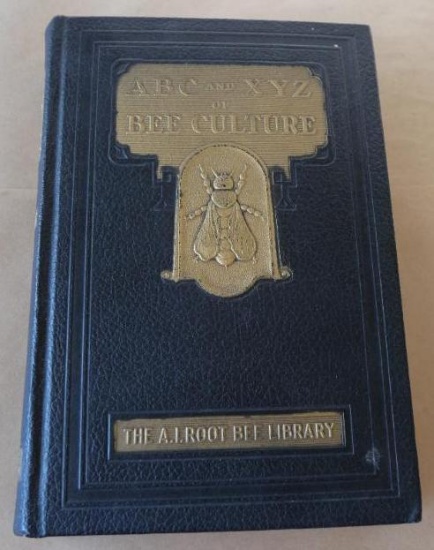 ABC AND XYZ
OF
BEE CULTURE
THE A.I.ROOT BEE LIBRARY